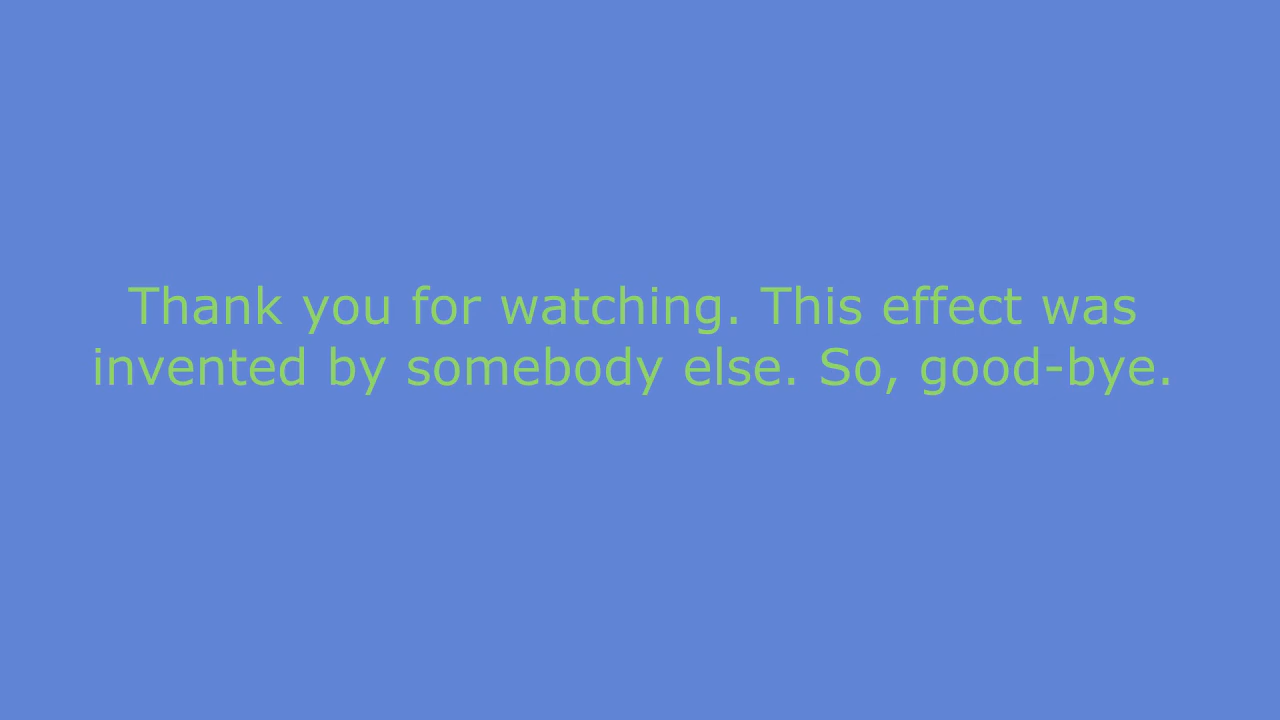 Thank you for watching. This effect was
invented by somebody else. So, good-bye.